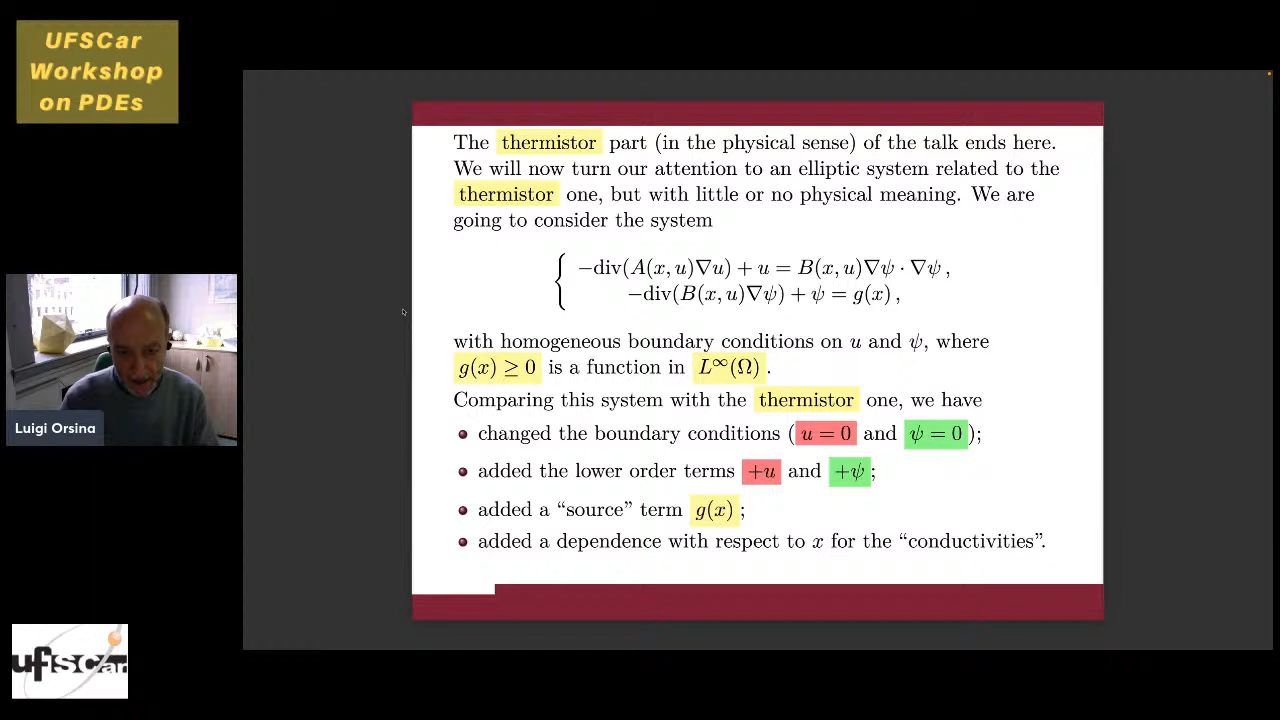 UFSCar
Workshop
on PDEs
The thermistor part (in the physical sense) of the talk ends here.
We will now turn our attention to an elliptic system related to the
thermistor one, but with little or no physical meaning. We are
going to consider the system
−div(A(x, u)∇u) + u = B(x, u)∇ψ · ∇ψ ,
−div(B(x, u)∇ψ) + ψ = g(x) ,
with homogeneous boundary conditions on u and ψ, where
g(x) ≥ 0 is a function in L∞(Ω) .
Comparing this system with the thermistor one, we have
changed the boundary conditions ( u = 0 and ψ = 0 );
added the lower order terms +u and +ψ ;
added a “source” term g(x) ;
added a dependence with respect to x for the “conductivities”.
Luigi Orsina
ufscar